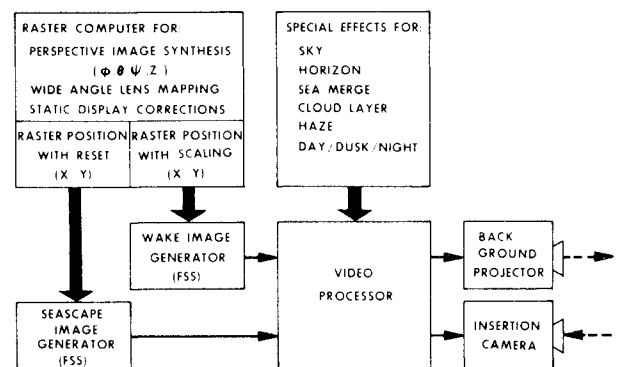 RASTER COMPUTER FOR:
PERSPECTIVE IMAGE SYNTHESIS
(Φ.θ Ψ.Z)
WIDE ANGLE LENS MAPPING
STATIC DISPLAY CORRECTIONS
RASTER POSITION
WITH RESET
(X Y)
RASTER POSITION
WITH SCALING
(X Y)
SPECIAL EFFECTS FOR:
SKY
HORIZON
SEA MERGE
CLOUD LAYER
HAZE
DAY/DUSK/NIGHT
WAKE IMAGE
GENERATOR
(FSS)
VIDEO
PROCESSOR
BACK
GROUND
PROJECTOR
SEASCAPE
IMAGE
GENERATOR
(FSS)
INSERTION
CAMERA